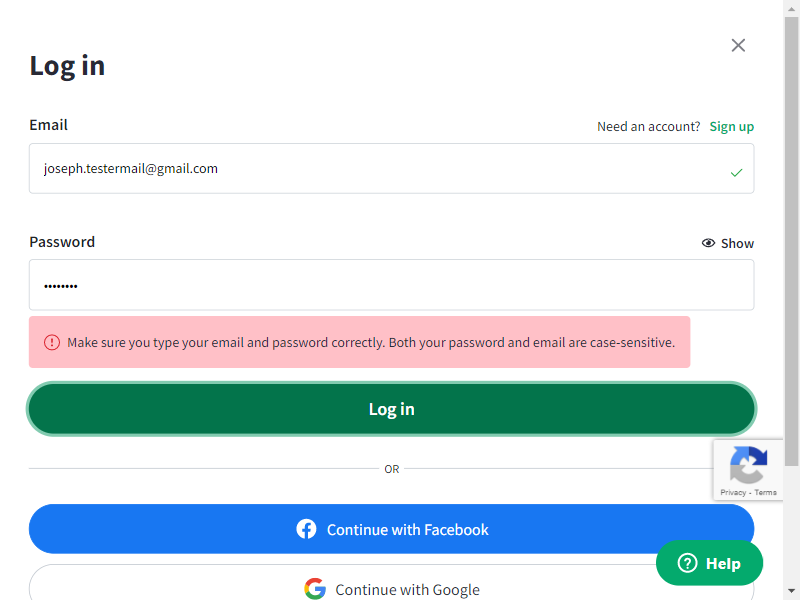 Log in
Email
Need an account? Sign up
joseph.testermail@gmail.com
Password
Show
••••••••
Make sure you type your email and password correctly. Both your password and email are case-sensitive.
Log in
OR
Privacy - Terms
Continue with Facebook
Help
Continue with Google